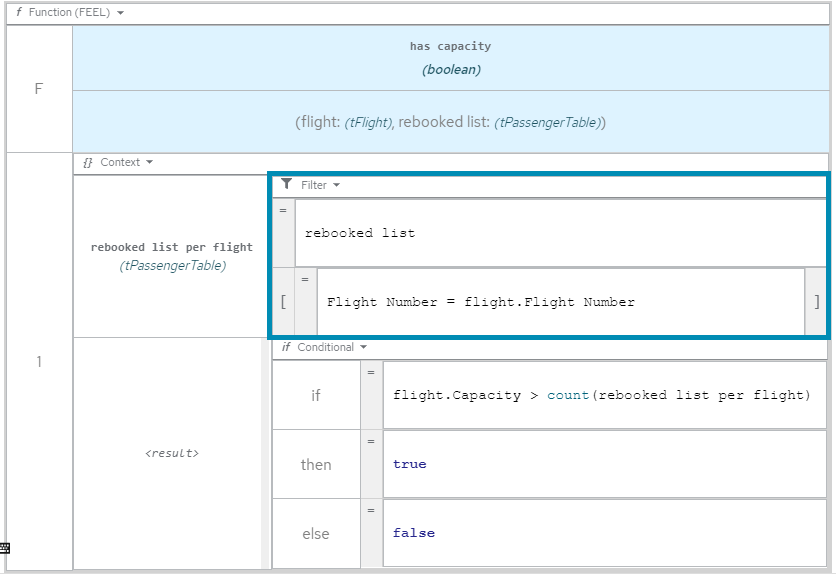 f Function (FEEL)
F
has capacity
(boolean)
(flight: (tFlight), rebooked list: (tPassengerTable))
1
{} Context
rebooked list per flight
(tPassengerTable)
Filter
=
rebooked list
[
=
Flight Number = flight.Flight Number
]
<result>
if Conditional
if
=
flight.Capacity > count(rebooked list per flight)
then
=
true
else
=
false